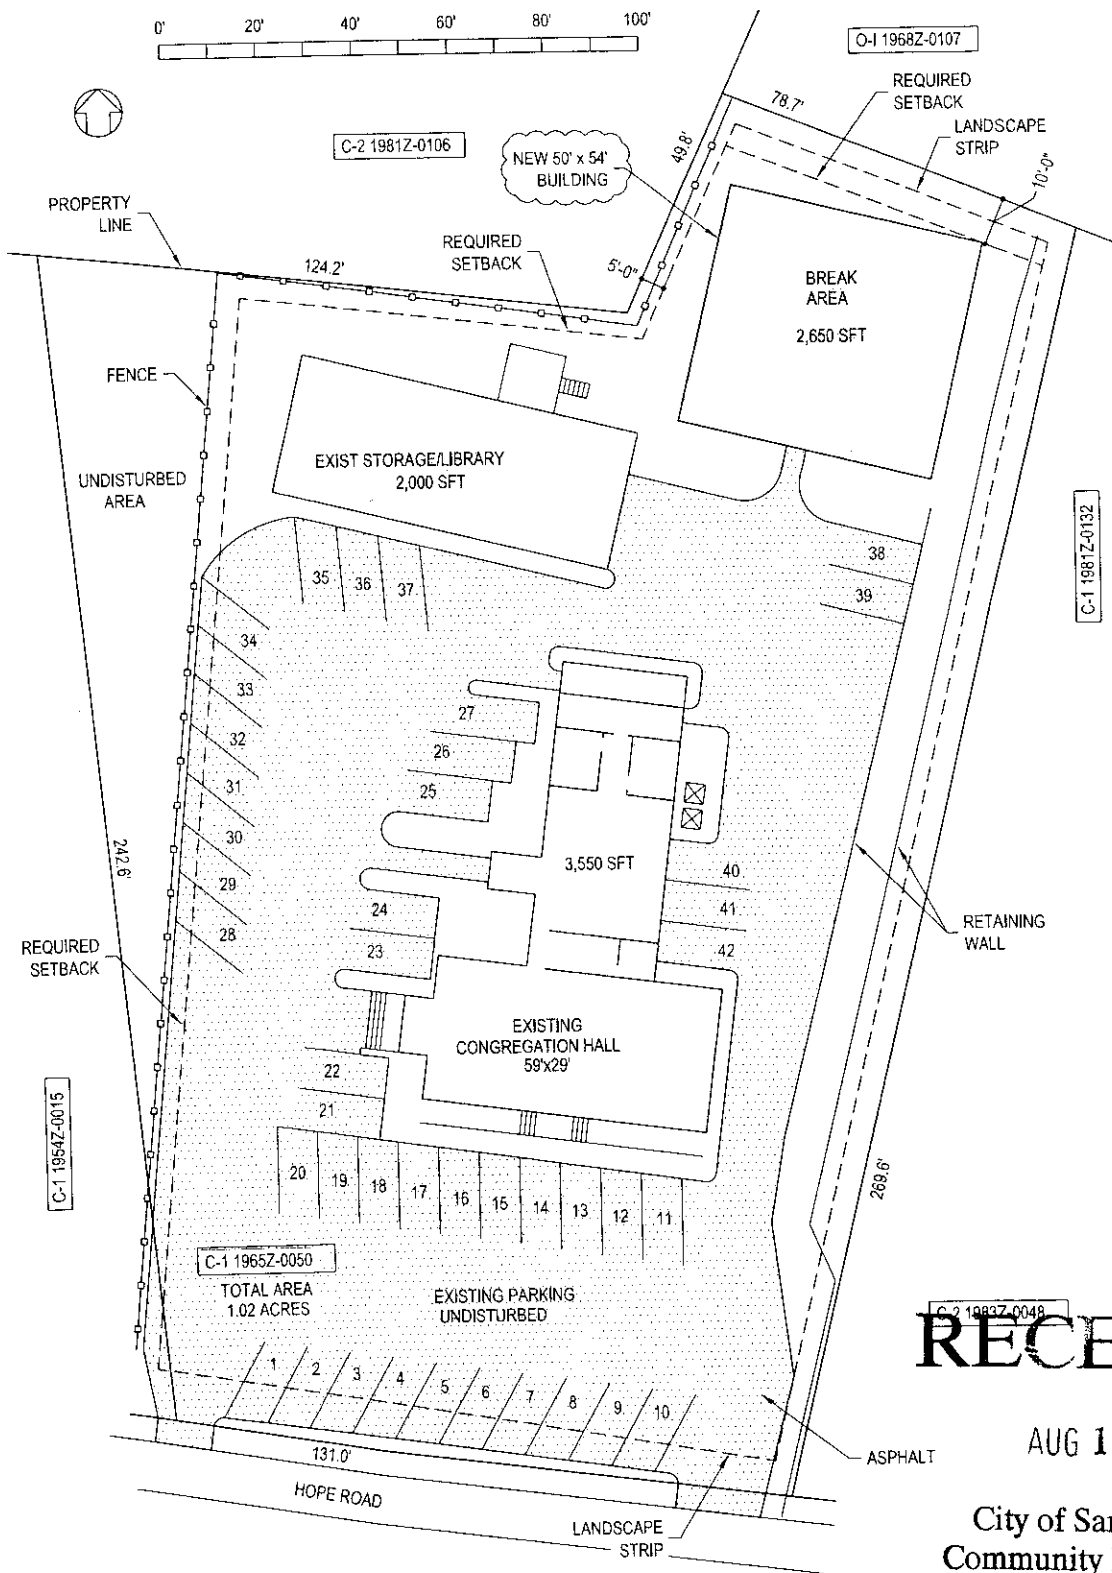 0' 20' 40' 60' 80' 100'
O-I 1968Z-0107
REQUIRED
SETBACK
78.7'
LANDSCAPE
STRIP
C-2 1981Z-0106
NEW 50' x 54'
BUILDING
49.8'
10'-0"
PROPERTY
LINE
REQUIRED
SETBACK
124.2'
5'-0"
BREAK
AREA
2,650 SFT
FENCE
EXIST STORAGE/LIBRARY
2,000 SFT
UNDISTURBED
AREA
C-1 1981Z-0132
35 36 37
38
39
34
33
32
31
30
29
28
27
26
25
24
23
3,550 SFT
40
41
42
242.6'
RETAINING
WALL
REQUIRED
SETBACK
EXISTING
CONGREGATION HALL
59'x29'
22
21
C-1 1954Z-0015
20 19 18 17 16 15 14 13 12 11
269.6'
C-1 1965Z-0050
TOTAL AREA
1.02 ACRES
EXISTING PARKING
UNDISTURBED
C-2 1983Z-0048
RECE
1 2 3 4 5 6 7 8 9 10
AUG 1
ASPHALT
131.0'
HOPE ROAD
LANDSCAPE
STRIP
City of Sa
Community